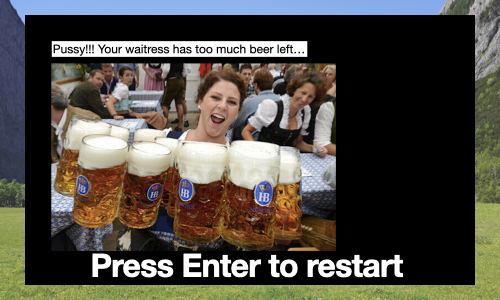 Pussy!!! Your waitress has too much beer left...
HB
HB
HB
HB
Press Enter to restart